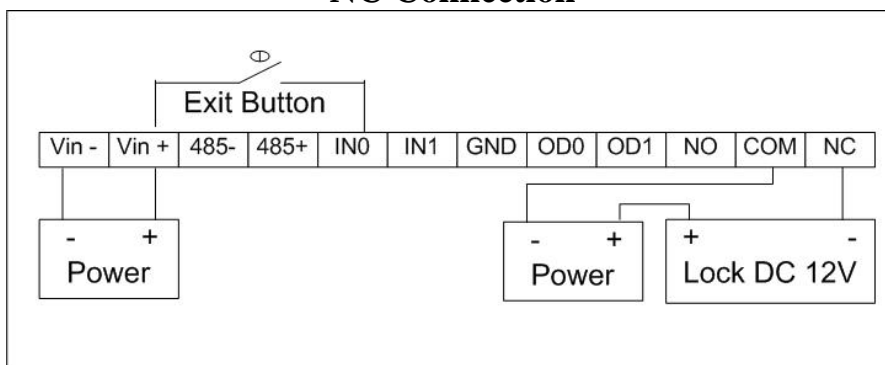 NC Connection
Exit Button
Vin - Vin + 485- 485+ IN0 IN1 GND OD0 OD1 NO COM NC
- + - + + -
Power Power Lock DC 12V